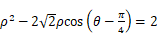 ρ² − 2√2ρcos(θ − π/4) = 2